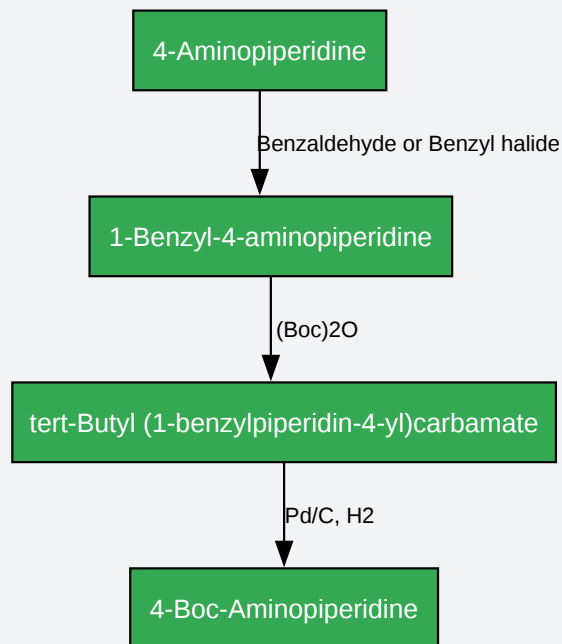 4-Aminopiperidine
Benzaldehyde or Benzyl halide
1-Benzyl-4-aminopiperidine
(Boc)2O
tert-Butyl (1-benzylpiperidin-4-yl)carbamate
Pd/C, H2
4-Boc-Aminopiperidine